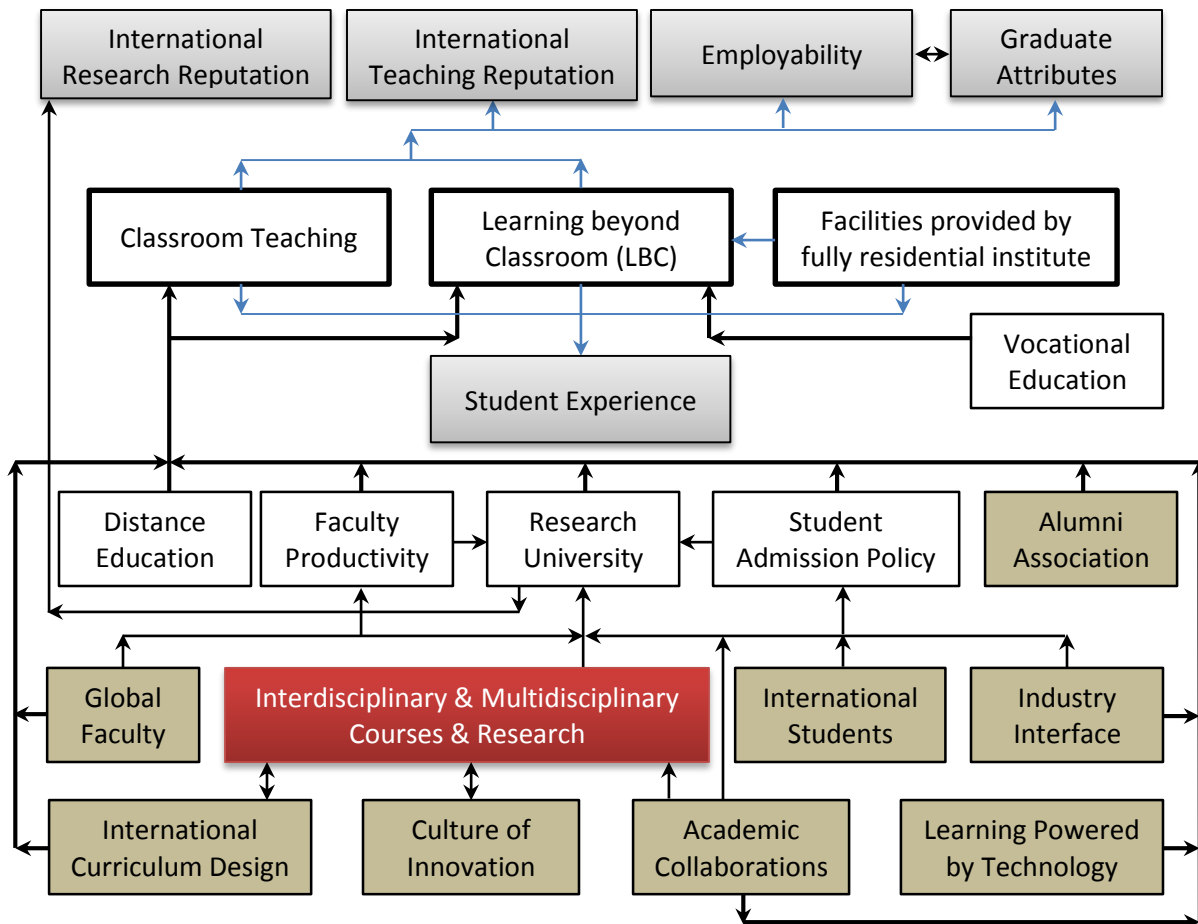 International
Research Reputation
International
Teaching Reputation
Employability
Graduate
Attributes
Classroom Teaching
Learning beyond
Classroom (LBC)
Facilities provided by
fully residential institute
Vocational
Education
Student Experience
Distance
Education
Faculty
Productivity
Research
University
Student
Admission Policy
Alumni
Association
Global
Faculty
Interdisciplinary & Multidisciplinary
Courses & Research
International
Students
Industry
Interface
International
Curriculum Design
Culture of
Innovation
Academic
Collaborations
Learning Powered
by Technology